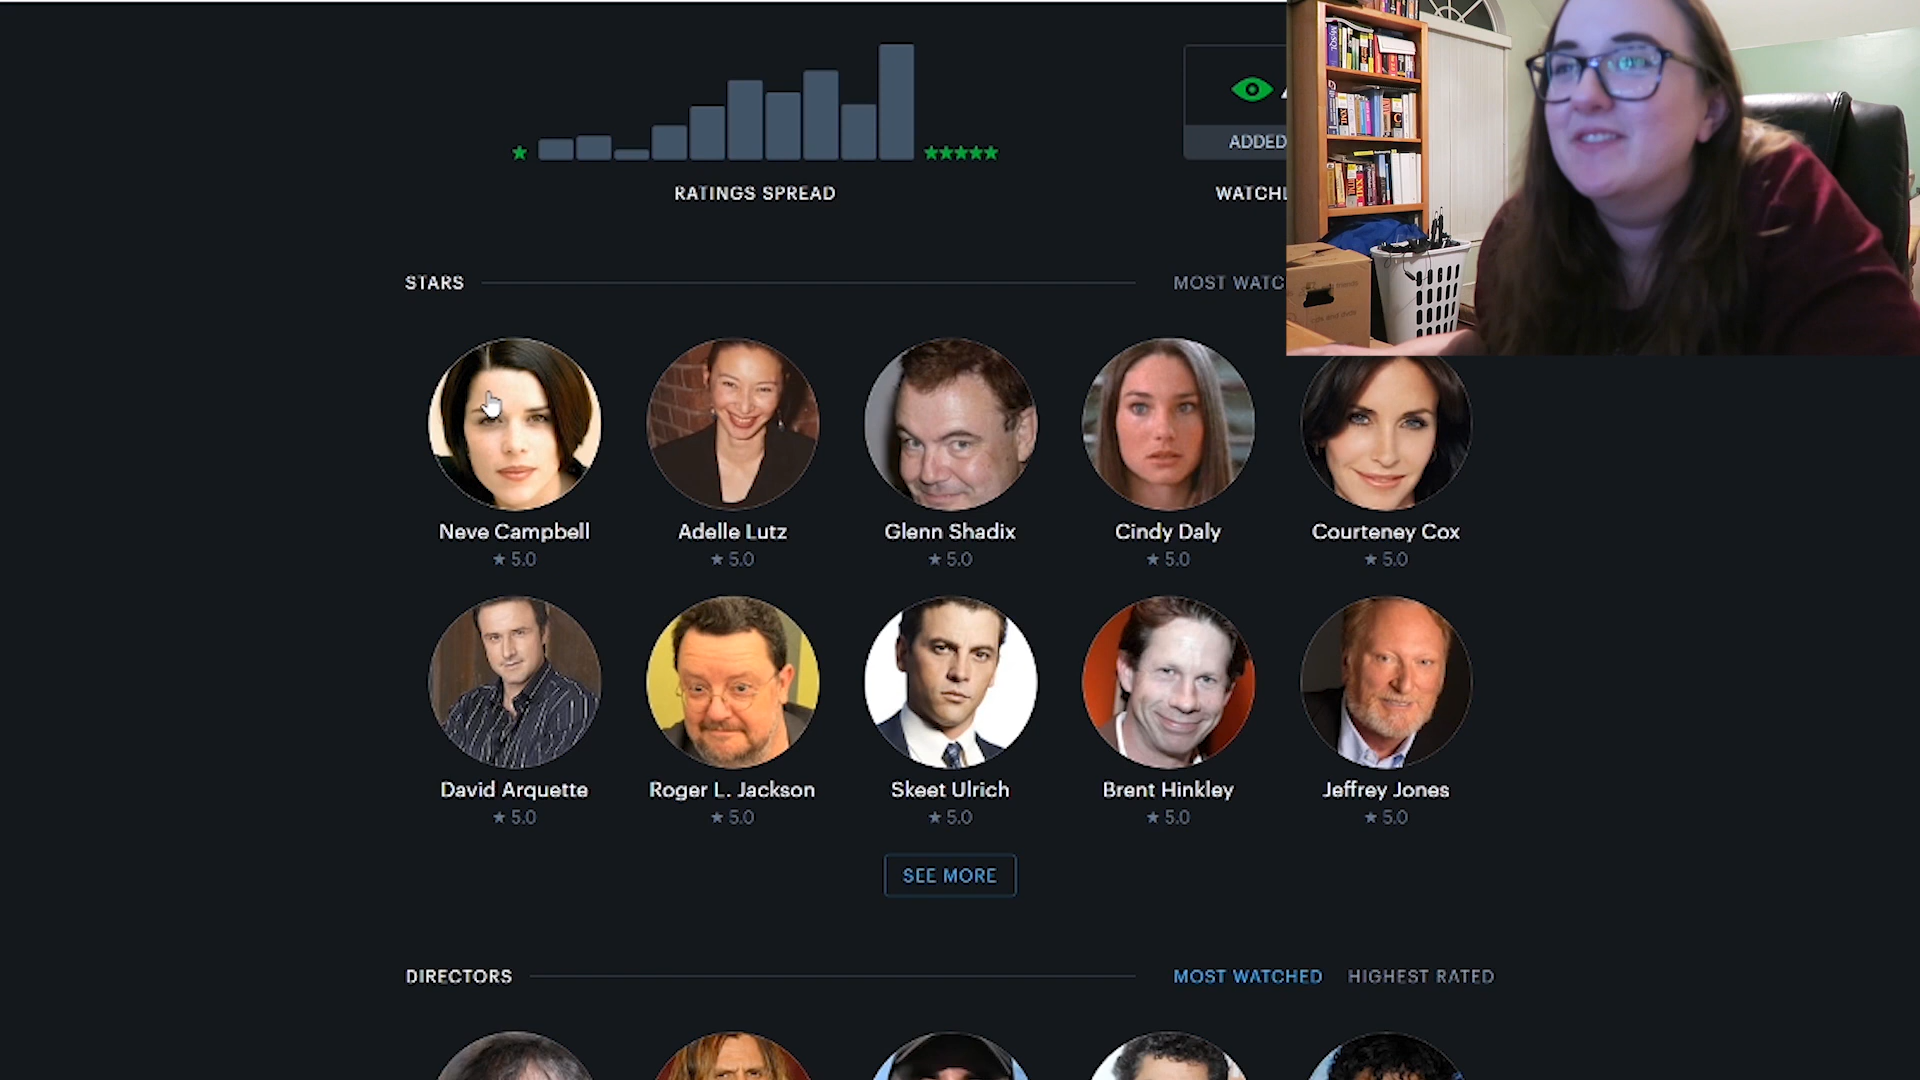 RATINGS SPREAD
ADDED
STARS
MOST WATC
Neve Campbell
★ 5.0
Adelle Lutz
★ 5.0
Glenn Shadix
★ 5.0
Cindy Daly
★ 5.0
Courteney Cox
★ 5.0
David Arquette
★ 5.0
Roger L. Jackson
★ 5.0
Skeet Ulrich
★ 5.0
Brent Hinkley
★ 5.0
Jeffrey Jones
★ 5.0
SEE MORE
DIRECTORS
MOST WATCHED
HIGHEST RATED
MySQL